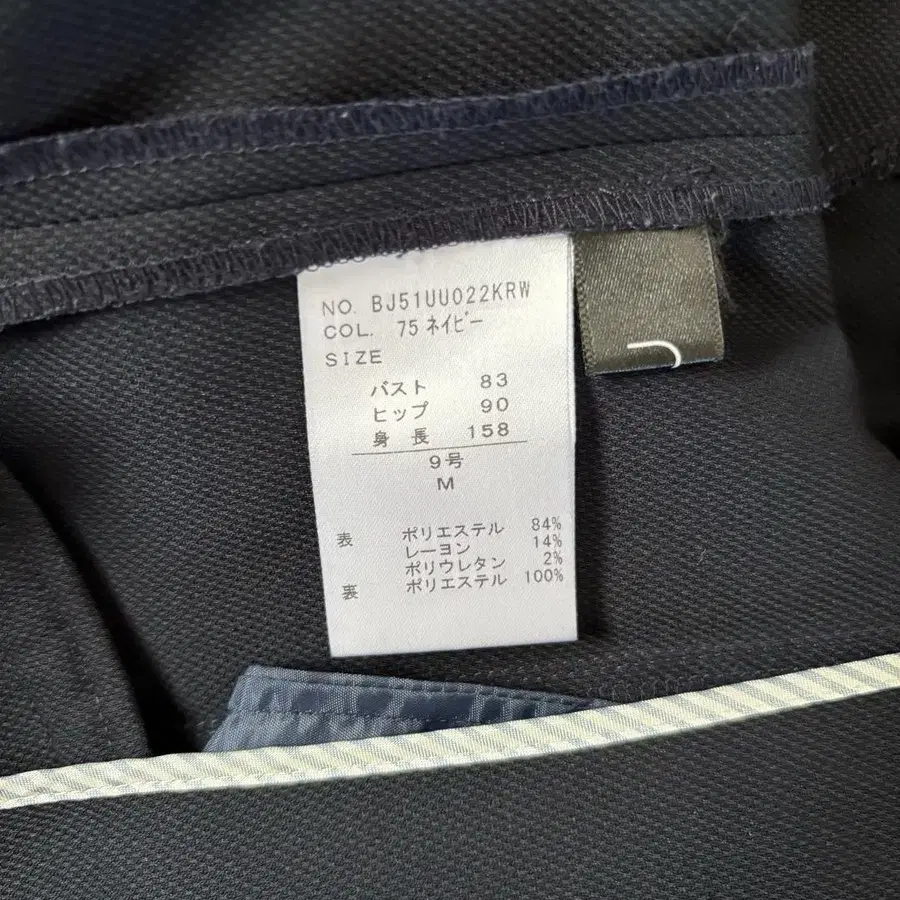 NO. BJ51UU022KRW
COL. 75 ネイビー
SIZE
バスト 83
ヒップ 90
身長 158
9号
M
表 ポリエステル 84%
レーヨン 14%
ポリウレタン 2%
裏 ポリエステル 100%